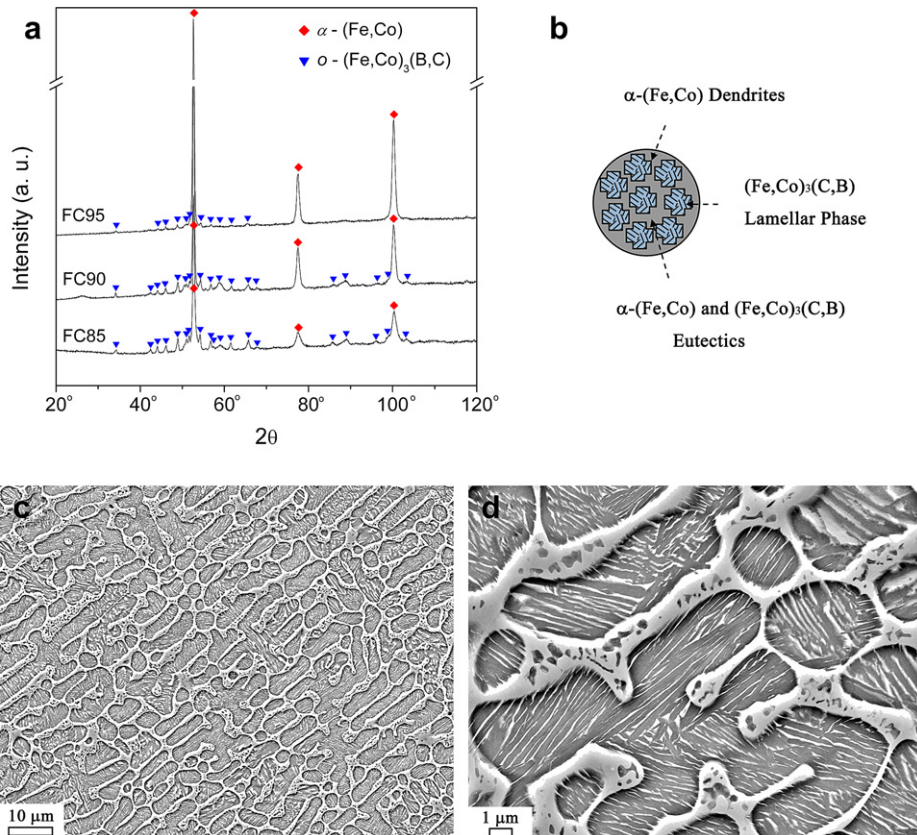 a
α - (Fe,Co)
o - (Fe,Co)3(B,C)
Intensity (a. u.)
FC95
FC90
FC85
20 40° 60° 80° 100° 120
2θ
b
α-(Fe,Co) Dendrites
(Fe,Co)3(C,B)
Lamellar Phase
α-(Fe,Co) and (Fe,Co)3(C,B)
Eutectics
c
10 μm
d
1 μm